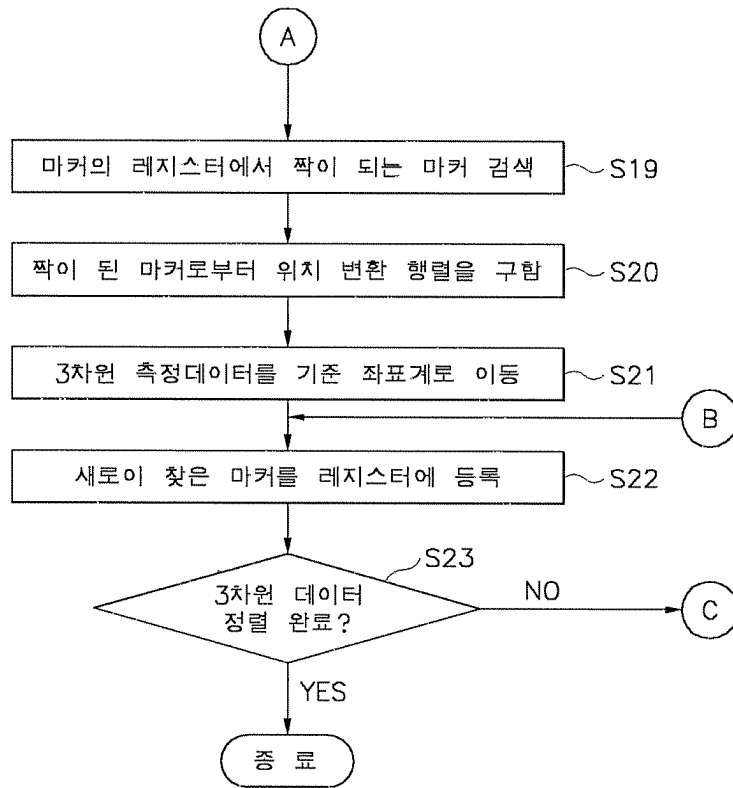 A
마커의 레지스터에서 짝이 되는 마커 검색 S19
짝이 된 마커로부터 위치 변환 행렬을 구함 S20
3차원 측정데이터를 기준 좌표계로 이동 S21
B
새로이 찾은 마커를 레지스터에 등록 S22
S23
3차원 데이터
정렬 완료?
NO
C
YES
종 료